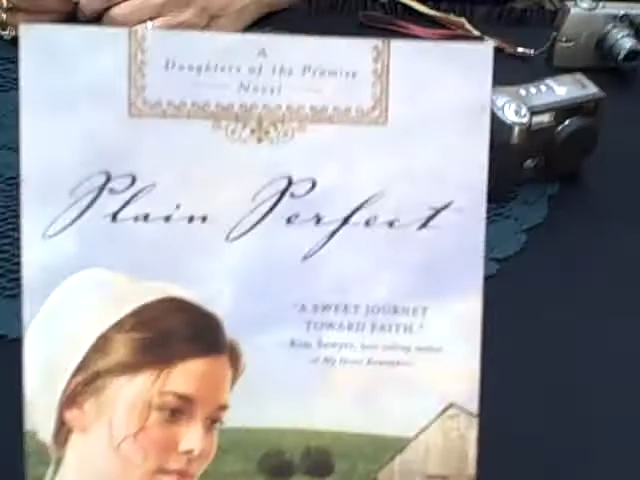 A
Daughters of the Promise
Novel
Plain Perfect
"A SWEET JOURNEY
TOWARD FAITH."
Kim Sawyer, best-selling author
of My Heart Remembers